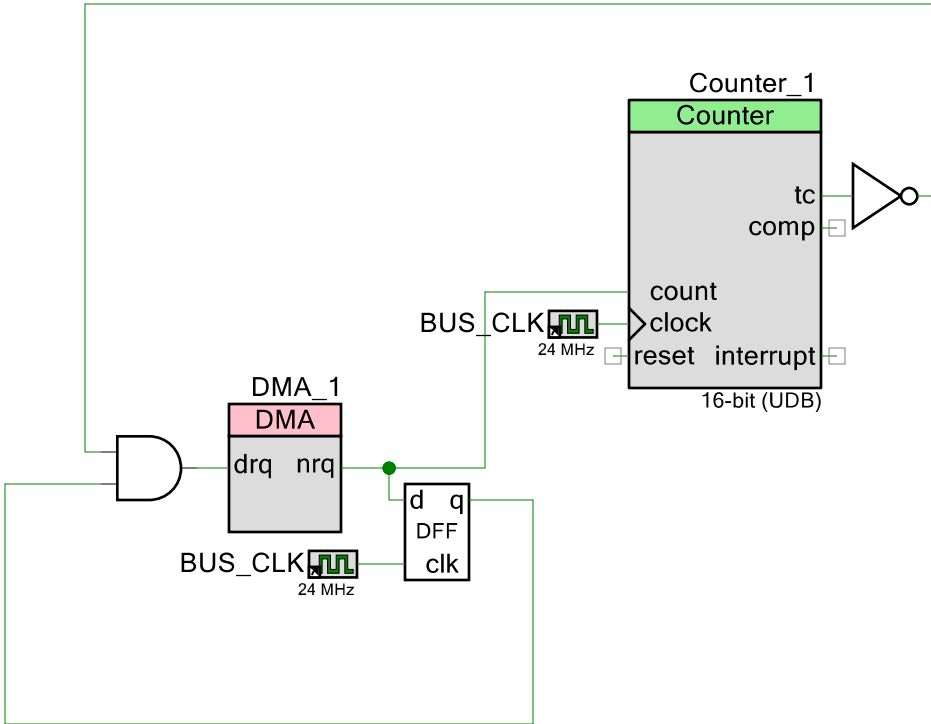 Counter_1
Counter
tc
comp
count
BUS_CLK
clock
24 MHz
reset interrupt
16-bit (UDB)
DMA_1
DMA
drq nrq
d q
DFF
BUS_CLK
clk
24 MHz